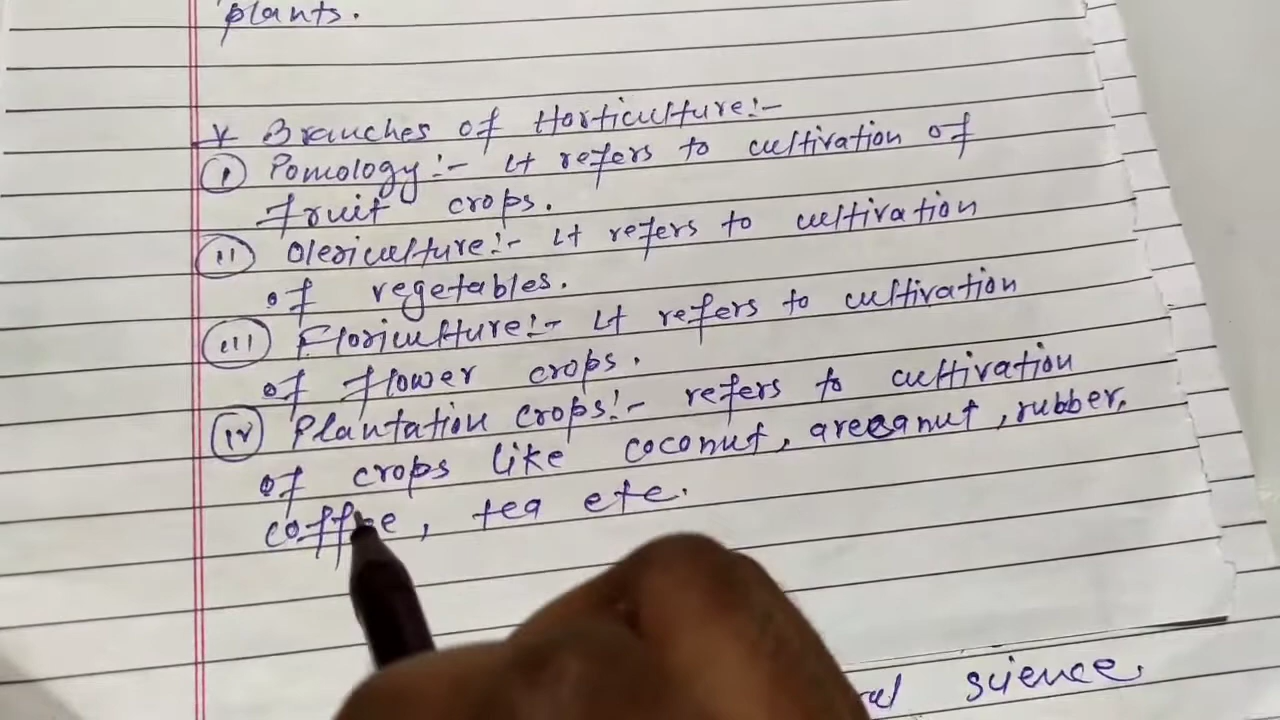 plants.
* Branches of Horticulture:-
(i) Pomology:- It refers to cultivation of
fruit crops.
(ii) Olericulture:- It refers to cultivation
of vegetables.
(iii) Floriculture:- It refers to cultivation
of flower crops.
(iv) Plantation crops:- refers to cultivation
of crops like coconut, arecanut, rubber,
coffee, tea etc.
science.